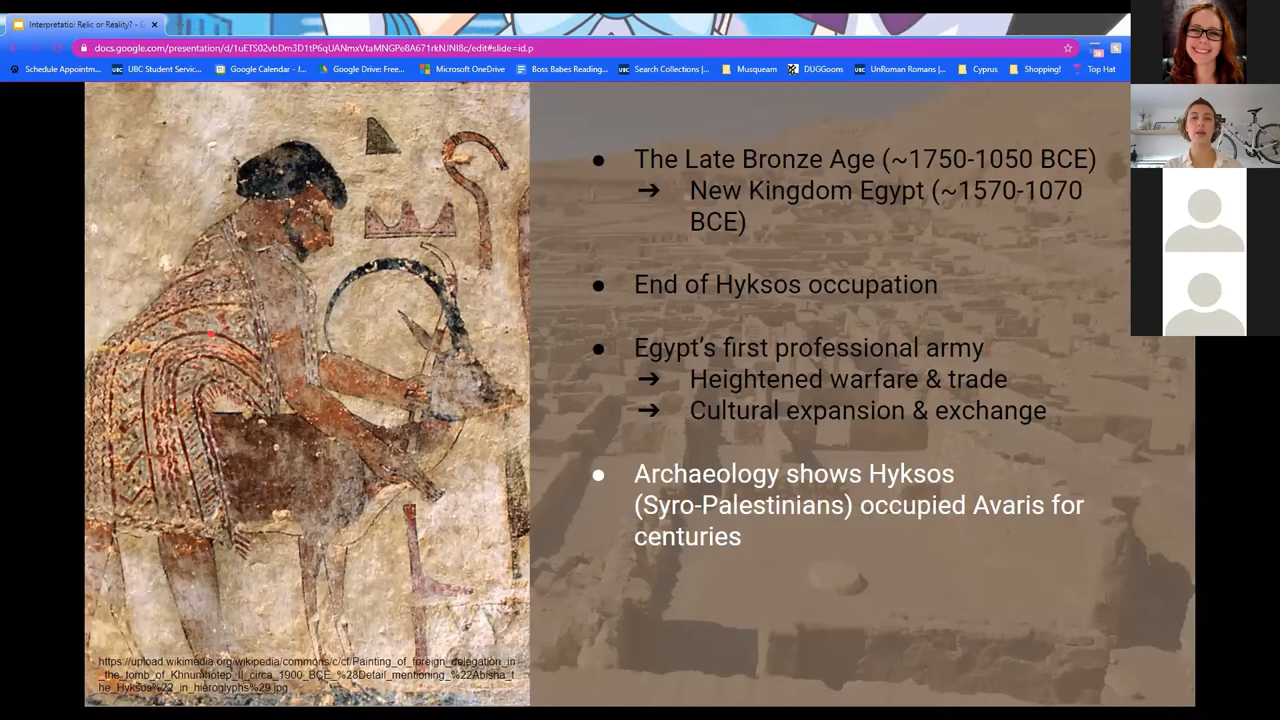 Interpretatio: Relic or Reality? - G
docs.google.com/presentation/d/1uETS02vbDm3D1tP6qUANmxVtaMNGPe8A671rkNJNI8c/edit#slide=id.p
Schedule Appointm... UBC Student Servic... Google Calendar - J... Google Drive: Free... Microsoft OneDrive Boss Babes Reading... Search Collections |... Musqueam DUGGoons UnRoman Romans |... Cyprus Shopping! Top Hat
● The Late Bronze Age (~1750-1050 BCE)
➔ New Kingdom Egypt (~1570-1070
BCE)
● End of Hyksos occupation
● Egypt’s first professional army
➔ Heightened warfare & trade
➔ Cultural expansion & exchange
● Archaeology shows Hyksos
(Syro-Palestinians) occupied Avaris for
centuries
https://upload.wikimedia.org/wikipedia/commons/c/cf/Painting_of_foreign_delegation_in
_the_tomb_of_Khnumhotep_II_circa_1900_BCE_%28Detail_mentioning_%22Abisha_t
he_Hyksos%22_in_hieroglyphs%29.jpg